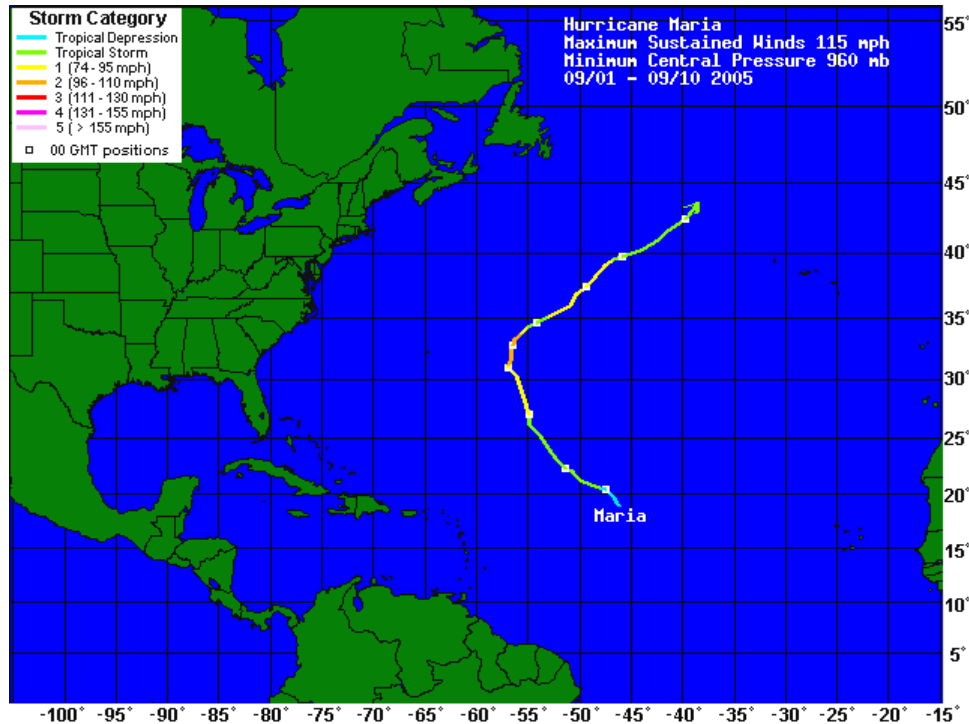 Storm Category
Tropical Depression
Tropical Storm
1 (74 - 95 mph)
2 (96 - 110 mph)
3 (111 - 130 mph)
4 (131 - 155 mph)
5 ( > 155 mph)
00 GMT positions
Hurricane Maria
Maximum Sustained Winds 115 mph
Minimum Central Pressure 960 mb
09/01 - 09/10 2005
55°
50°
45°
40°
35°
30°
25°
20°
15°
10°
5°
Maria
-100° -95° -90° -85° -80° -75° -70° -65° -60° -55° -50° -45° -40° -35° -30° -25° -20° -15°